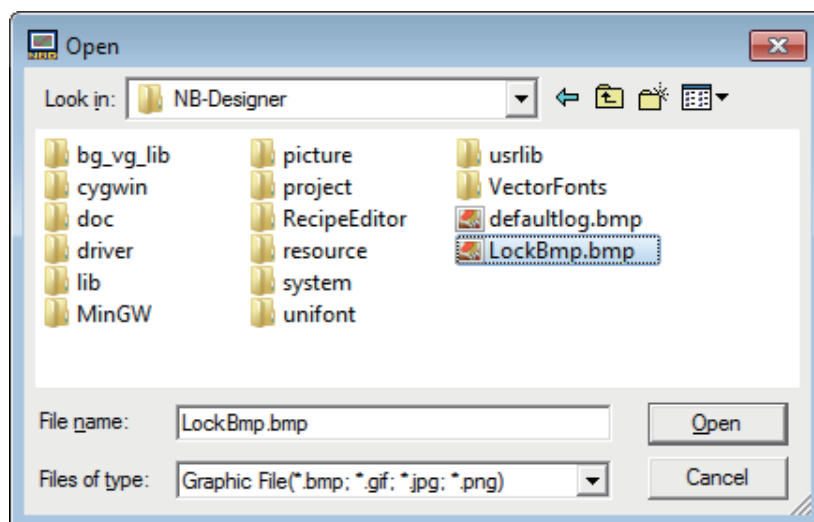 Open
Look in: NB-Designer
bg_vg_lib picture usrlib
cygwin project VectorFonts
doc RecipeEditor defaultlog.bmp
driver resource LockBmp.bmp
lib system
MinGW unifont
File name: LockBmp.bmp Open
Files of type: Graphic File(*.bmp; *.gif; *.jpg; *.png) Cancel